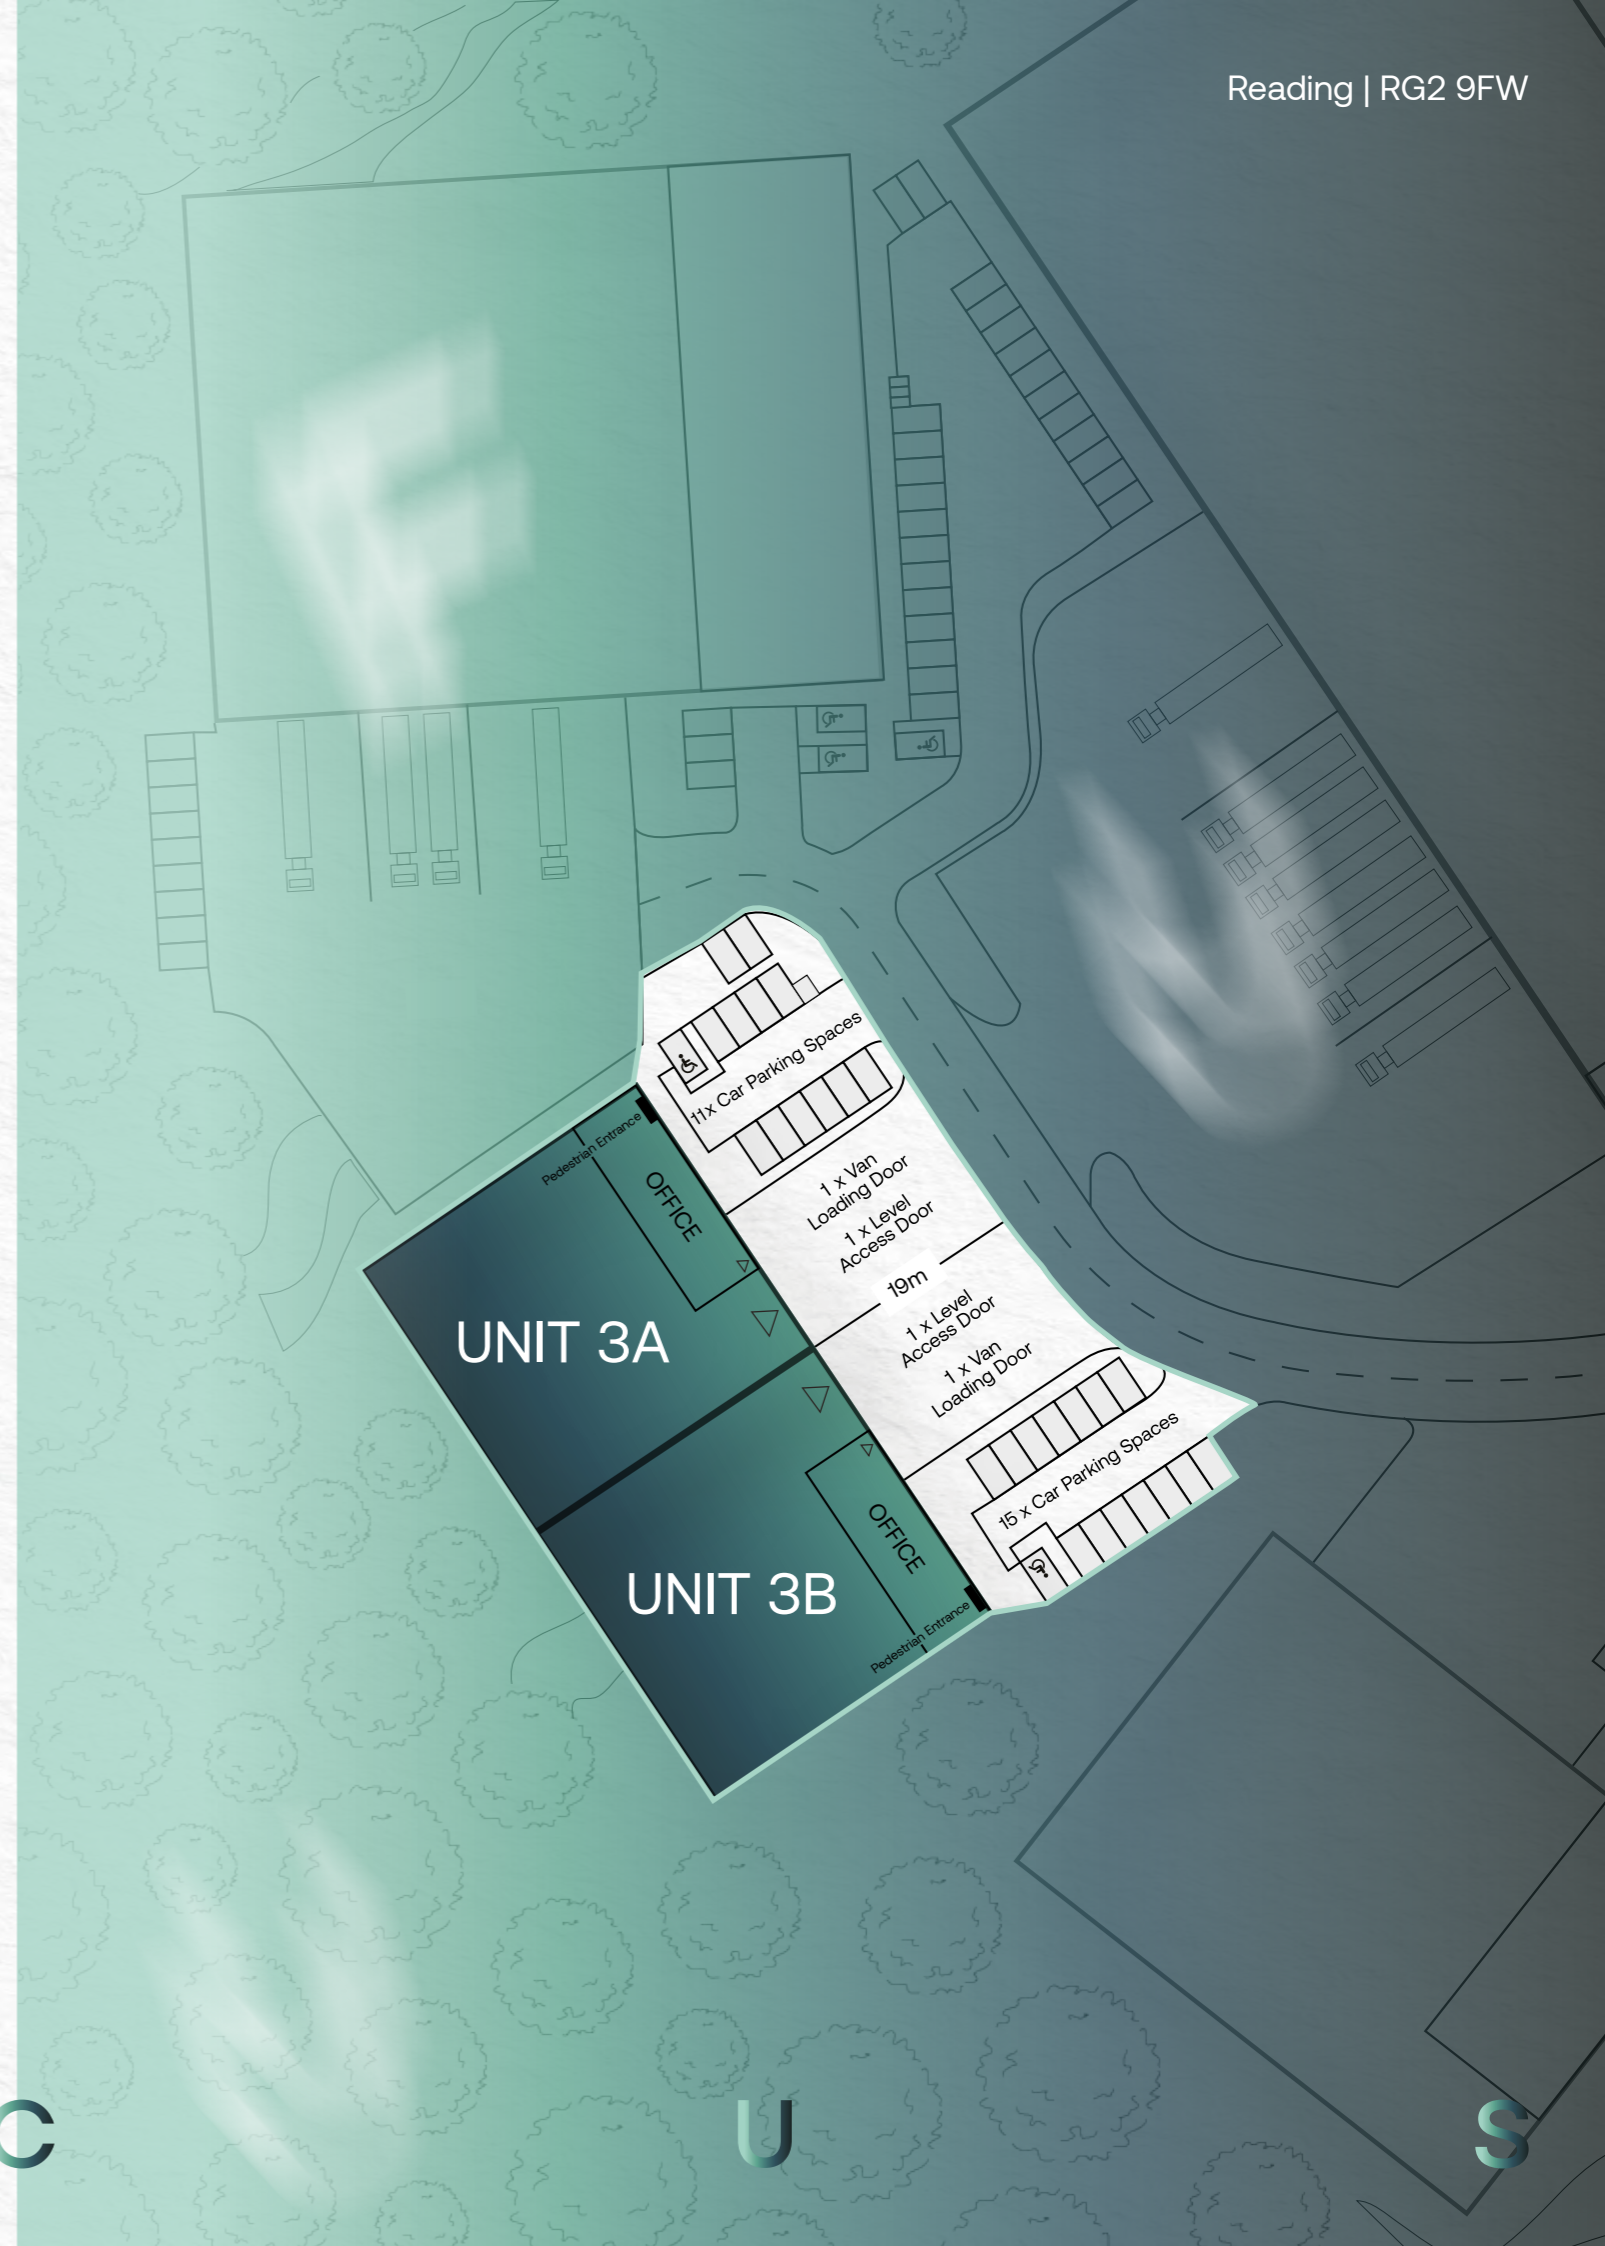 Reading | RG2 9FW
11x Car Parking Spaces
Pedestrian Entrance
OFFICE
1 x Van
Loading Door
1 x Level
Access Door
19m
UNIT 3A
1 x Level
Access Door
1 x Van
Loading Door
15 x Car Parking Spaces
OFFICE
UNIT 3B
Pedestrian Entrance
C U S